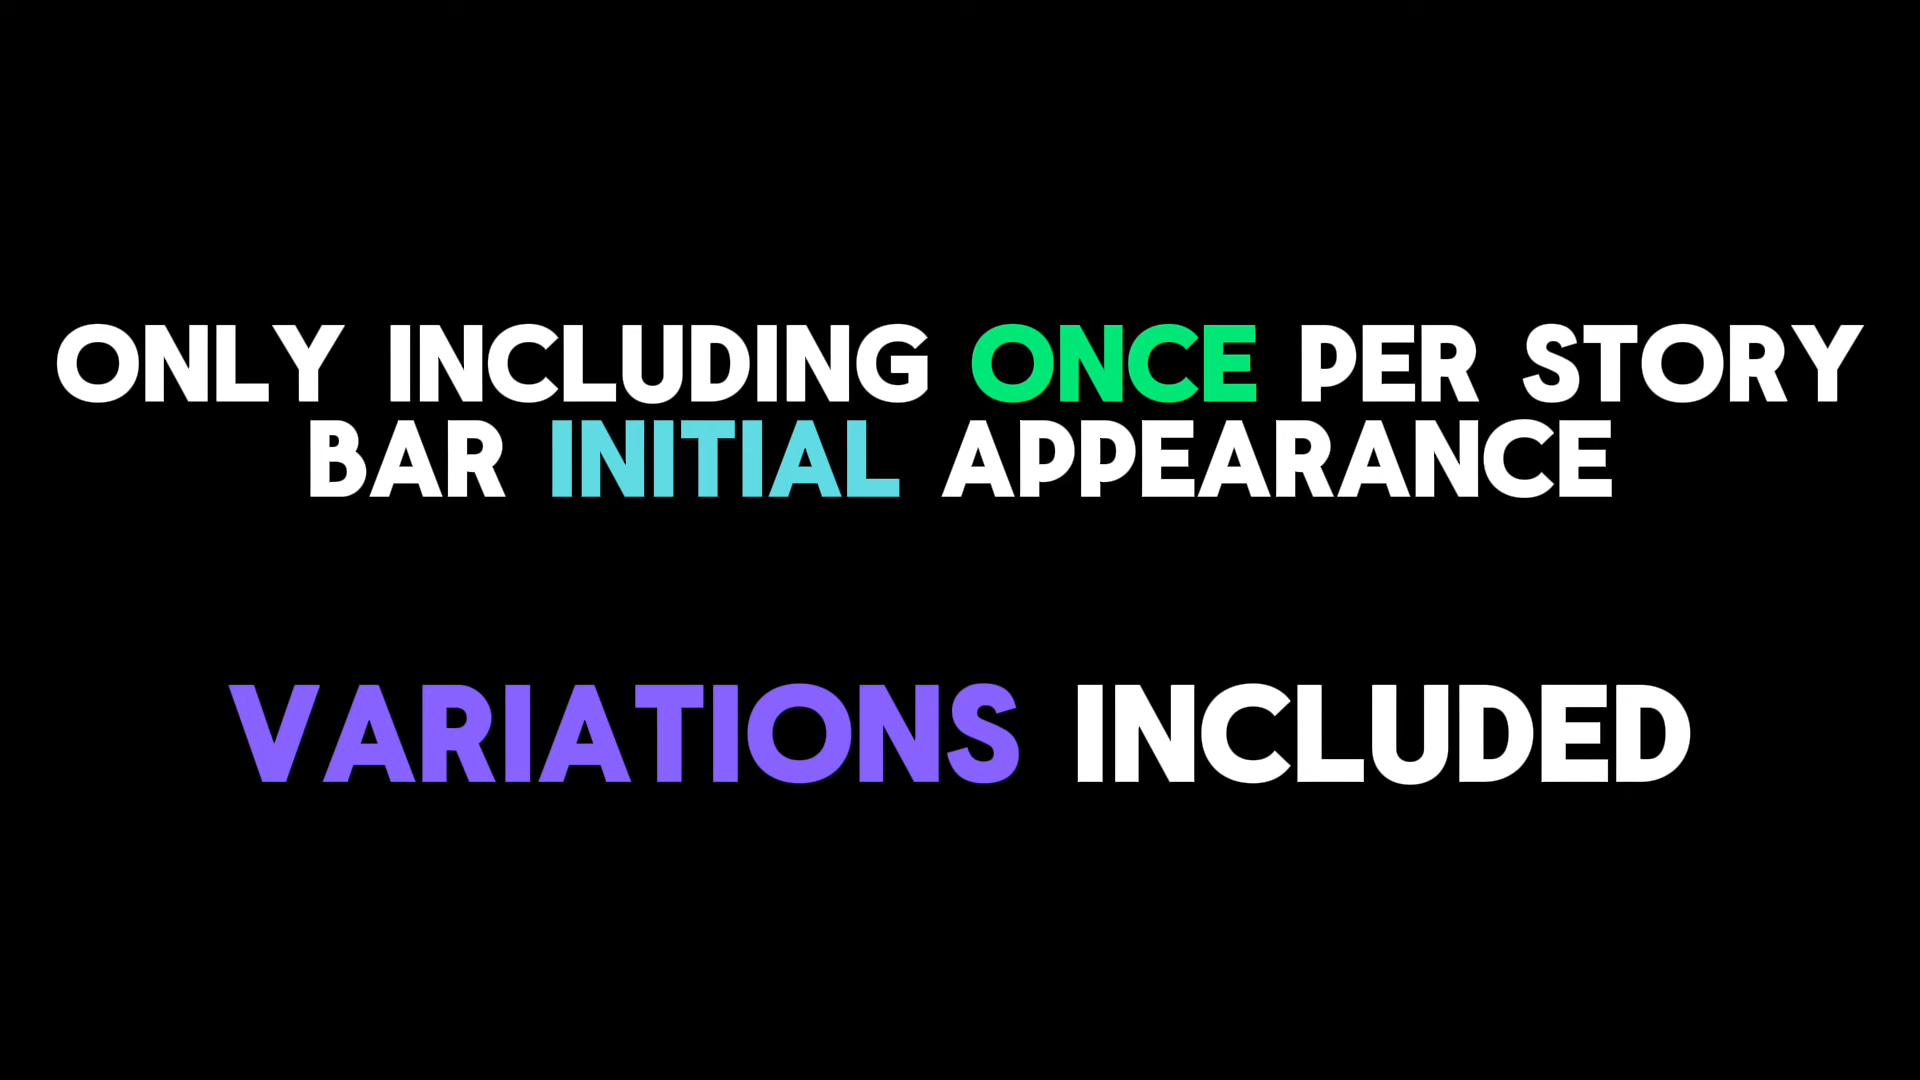 ONLY INCLUDING ONCE PER STORY
BAR INITIAL APPEARANCE
VARIATIONS INCLUDED